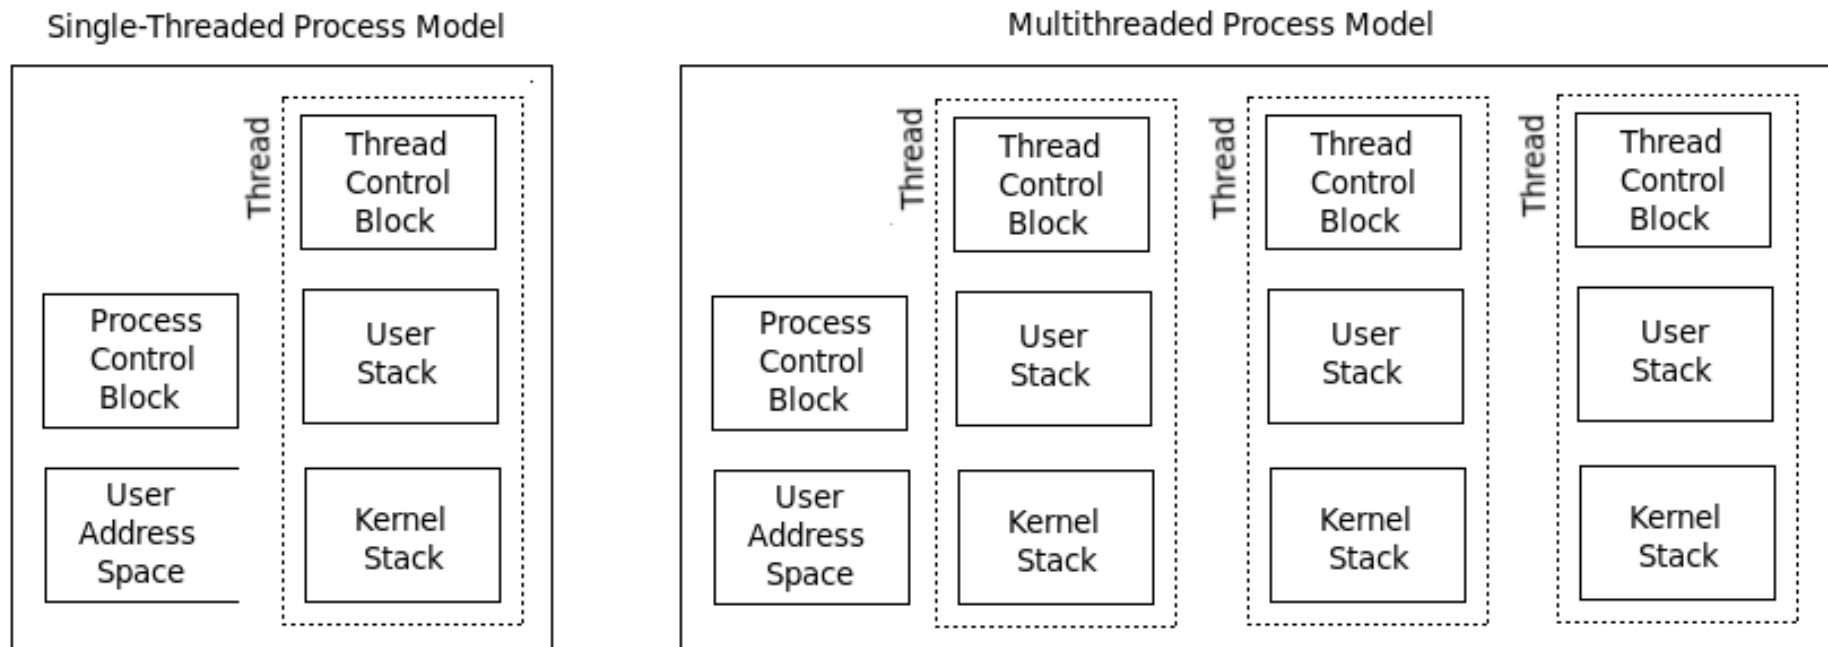 Single-Threaded Process Model
Thread
Thread
Control
Block
Process
Control
Block
User
Stack
User
Address
Space
Kernel
Stack
Multithreaded Process Model
Thread
Thread
Control
Block
Thread
Thread
Control
Block
Thread
Thread
Control
Block
Process
Control
Block
User
Stack
User
Stack
User
Stack
User
Address
Space
Kernel
Stack
Kernel
Stack
Kernel
Stack